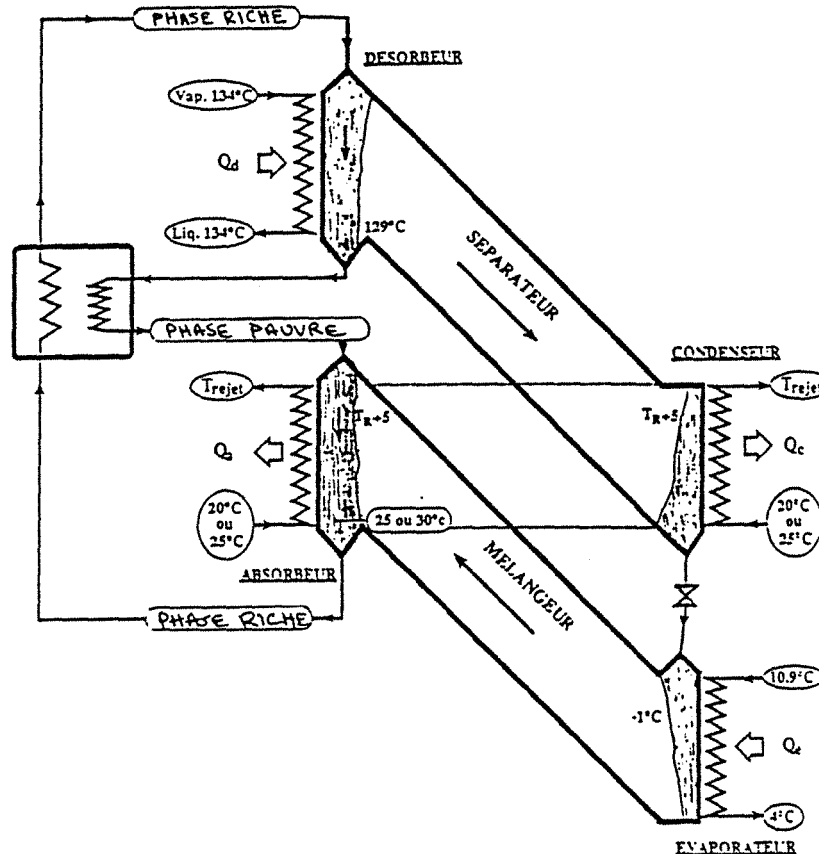 PHASE RICHE
DESORBEUR
Vap. 134°C
Qd
Liq. 134°C
129°C
SEPARATEUR
PHASE PAUVRE
CONDENSEUR
Trejet
TR+5
TR+5
Trejet
Qa
Qc
20°C
ou
25°C
25 ou 30°c
20°C
ou
25°C
ABSORBEUR
MELANGEUR
PHASE RICHE
10.9°C
-1°C
Qe
4°C
EVAPORATEUR